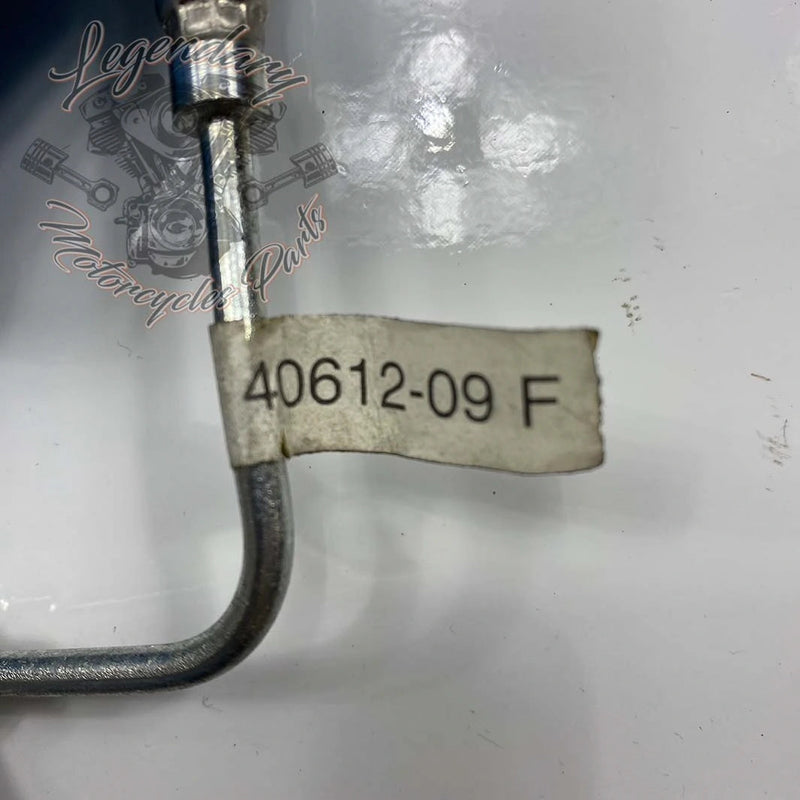 Legendary
Motorcycles Parts
40612-09 F